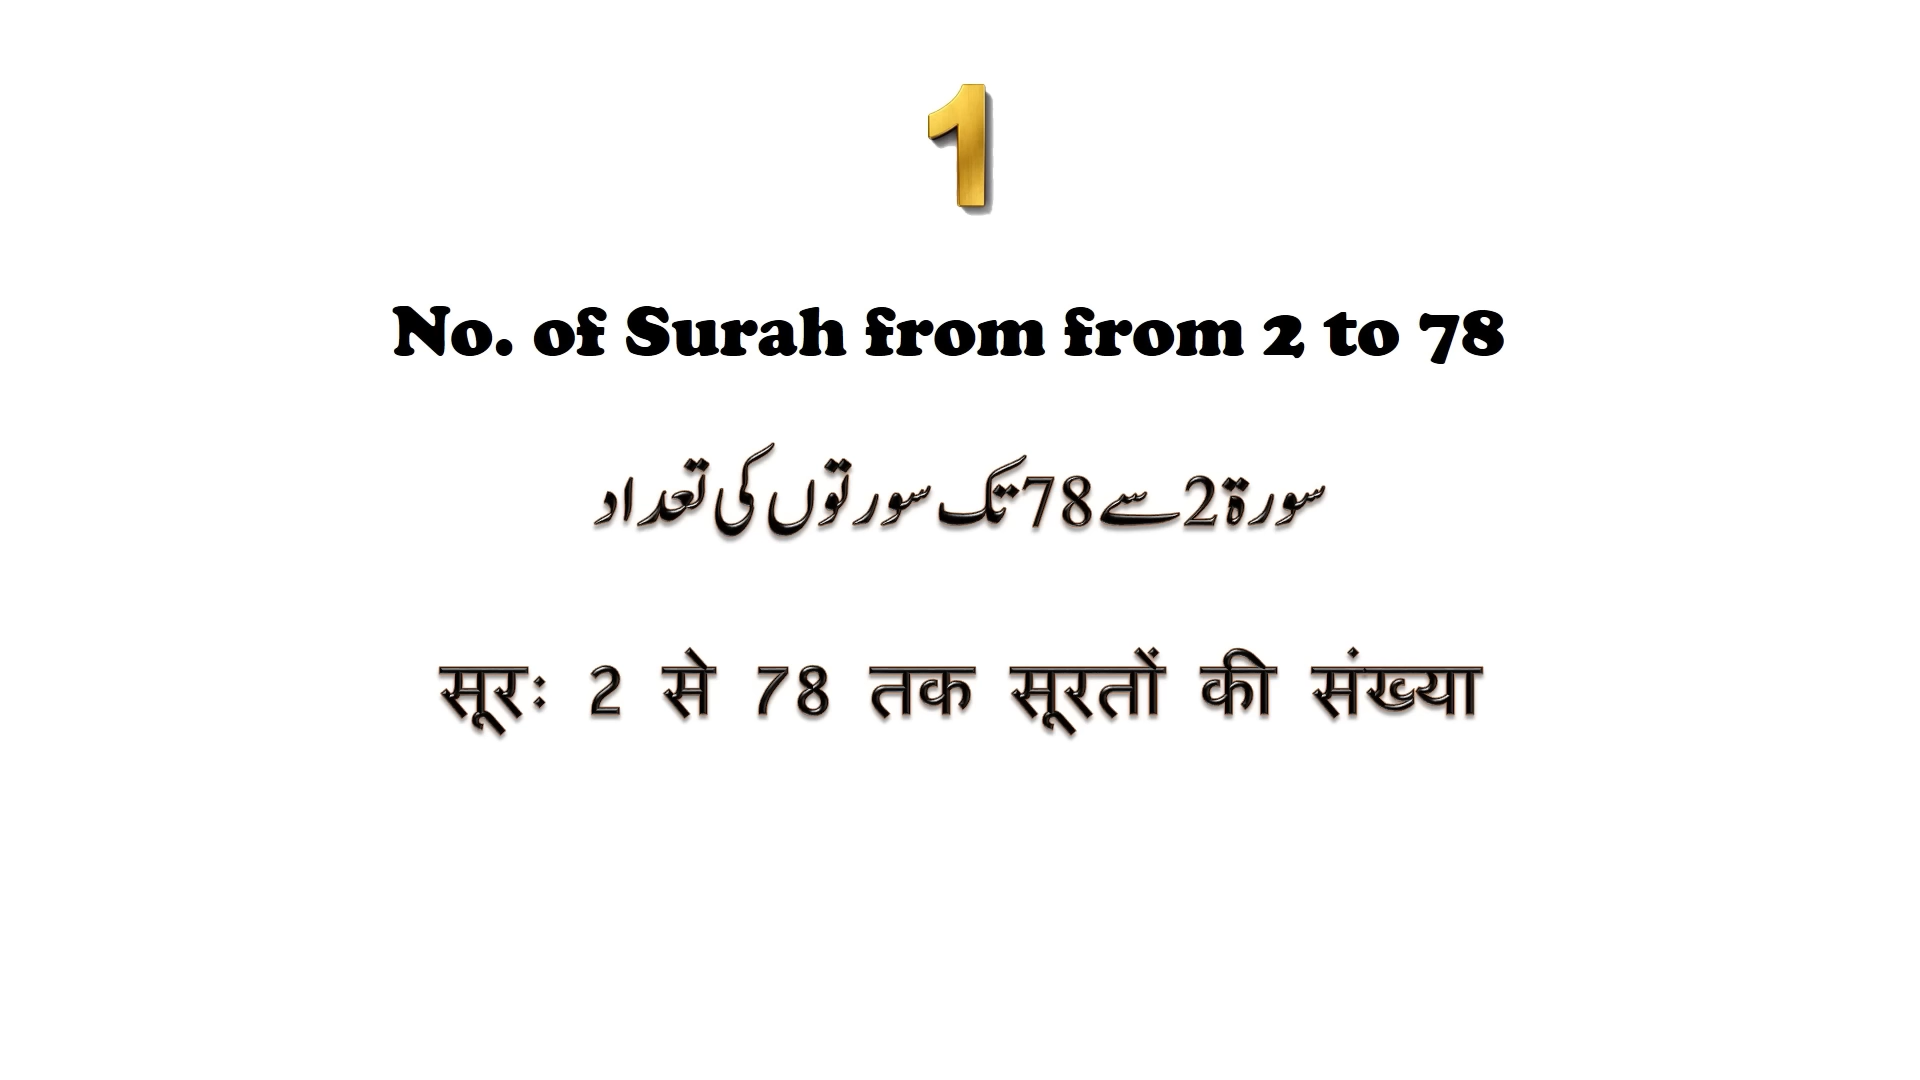 1
No. of Surah from from 2 to 78
سورۃ 2 سے 78 تک سورتوں کی تعداد
सूरः 2 से 78 तक सूरतों की संख्या